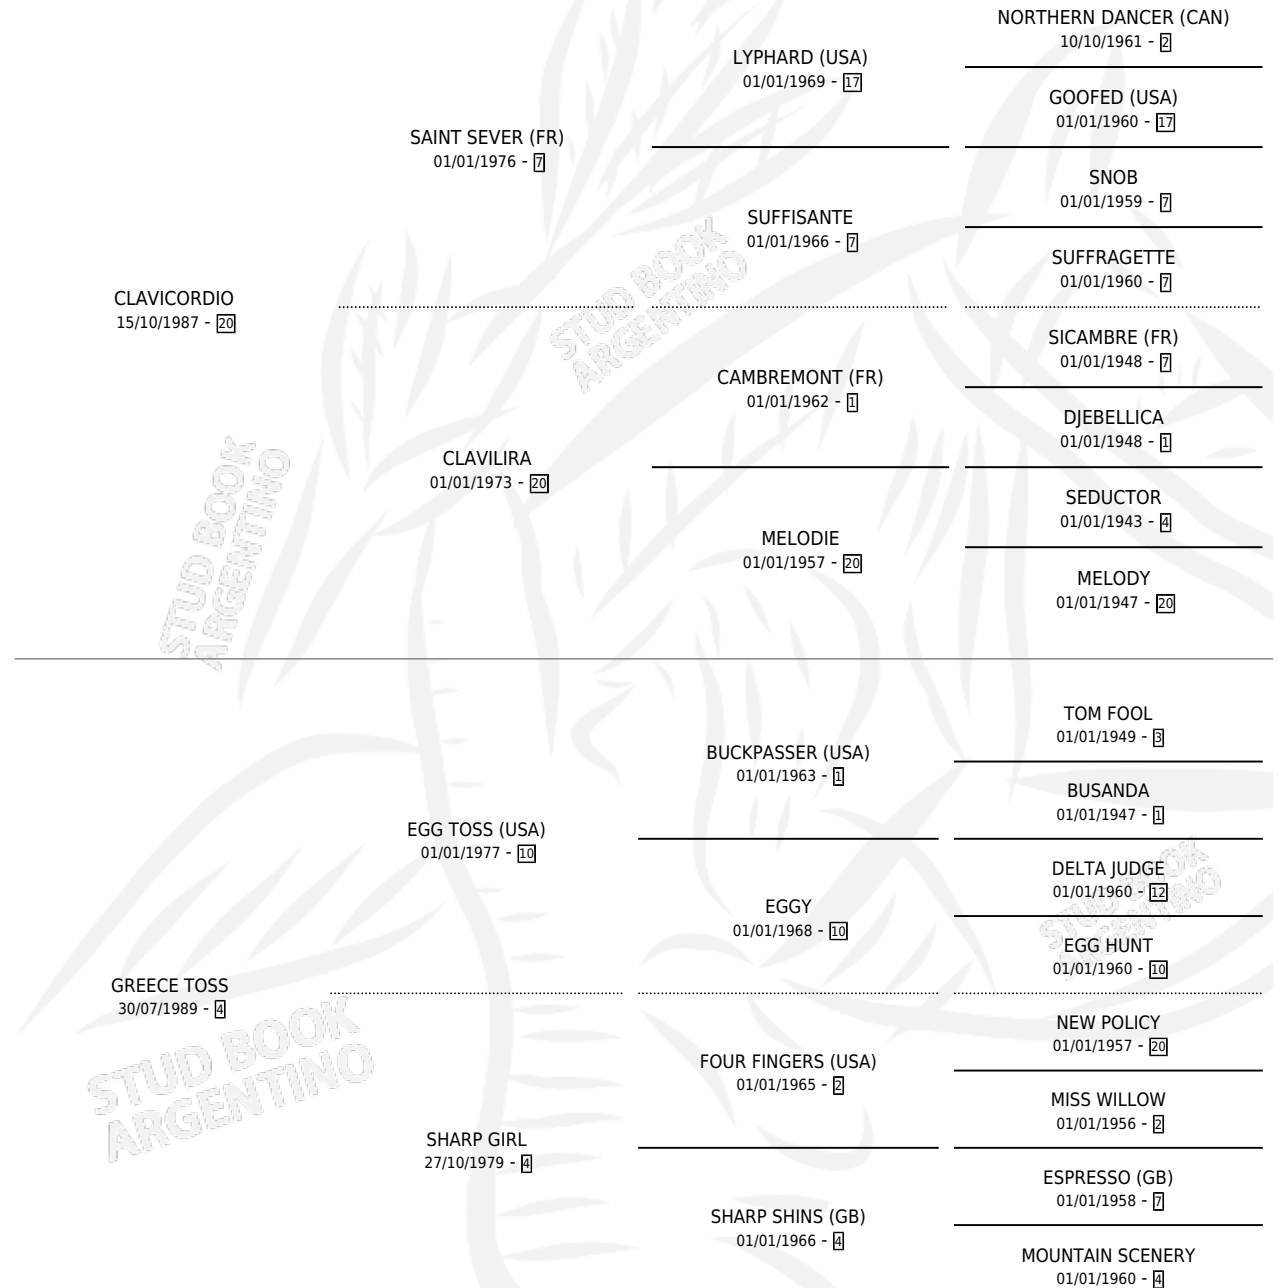 NORTHERN DANCER (CAN)
10/10/1961 - 2
LYPHARD (USA)
01/01/1969 - 17
GOOFED (USA)
01/01/1960 - 17
SAINT SEVER (FR)
01/01/1976 - 7
SNOB
01/01/1959 - 7
SUFFISANTE
01/01/1966 - 7
SUFFRAGETTE
01/01/1960 - 7
CLAVICORDIO
15/10/1987 - 20
SICAMBRE (FR)
01/01/1948 - 7
CAMBREMONT (FR)
01/01/1962 - 1
DJEBELLICA
01/01/1948 - 1
CLAVILIRA
01/01/1973 - 20
SEDUCTOR
01/01/1943 - 4
MELODIE
01/01/1957 - 20
MELODY
01/01/1947 - 20
TOM FOOL
01/01/1949 - 3
BUCKPASSER (USA)
01/01/1963 - 1
BUSANDA
01/01/1947 - 1
EGG TOSS (USA)
01/01/1977 - 10
DELTA JUDGE
01/01/1960 - 12
EGGY
01/01/1968 - 10
EGG HUNT
01/01/1960 - 10
GREECE TOSS
30/07/1989 - 4
NEW POLICY
01/01/1957 - 20
FOUR FINGERS (USA)
01/01/1965 - 2
MISS WILLOW
01/01/1956 - 2
SHARP GIRL
27/10/1979 - 4
ESPRESSO (GB)
01/01/1958 - 7
SHARP SHINS (GB)
01/01/1966 - 4
MOUNTAIN SCENERY
01/01/1960 - 4
STUD BOOK
ARGENTINO
STUD BOOK
ARGENTINO
STUD BOOK
ARGENTINO
STUD BOOK
ARGENTINO